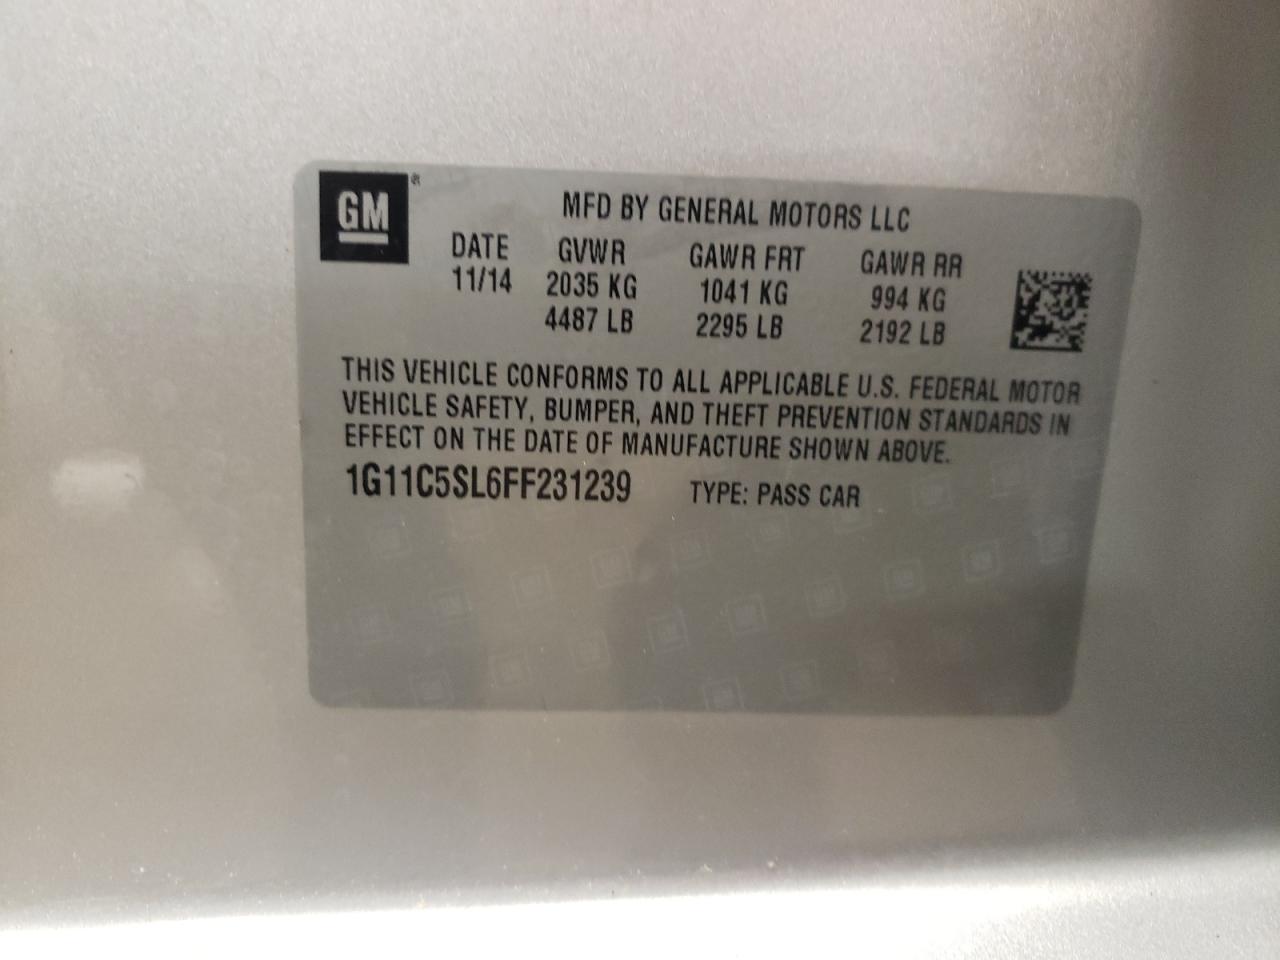 GM®
MFD BY GENERAL MOTORS LLC
DATE GVWR GAWR FRT GAWR RR
11/14 2035 KG 1041 KG 994 KG
4487 LB 2295 LB 2192 LB
THIS VEHICLE CONFORMS TO ALL APPLICABLE U.S. FEDERAL MOTOR
VEHICLE SAFETY, BUMPER, AND THEFT PREVENTION STANDARDS IN
EFFECT ON THE DATE OF MANUFACTURE SHOWN ABOVE.
1G11C5SL6FF231239 TYPE: PASS CAR